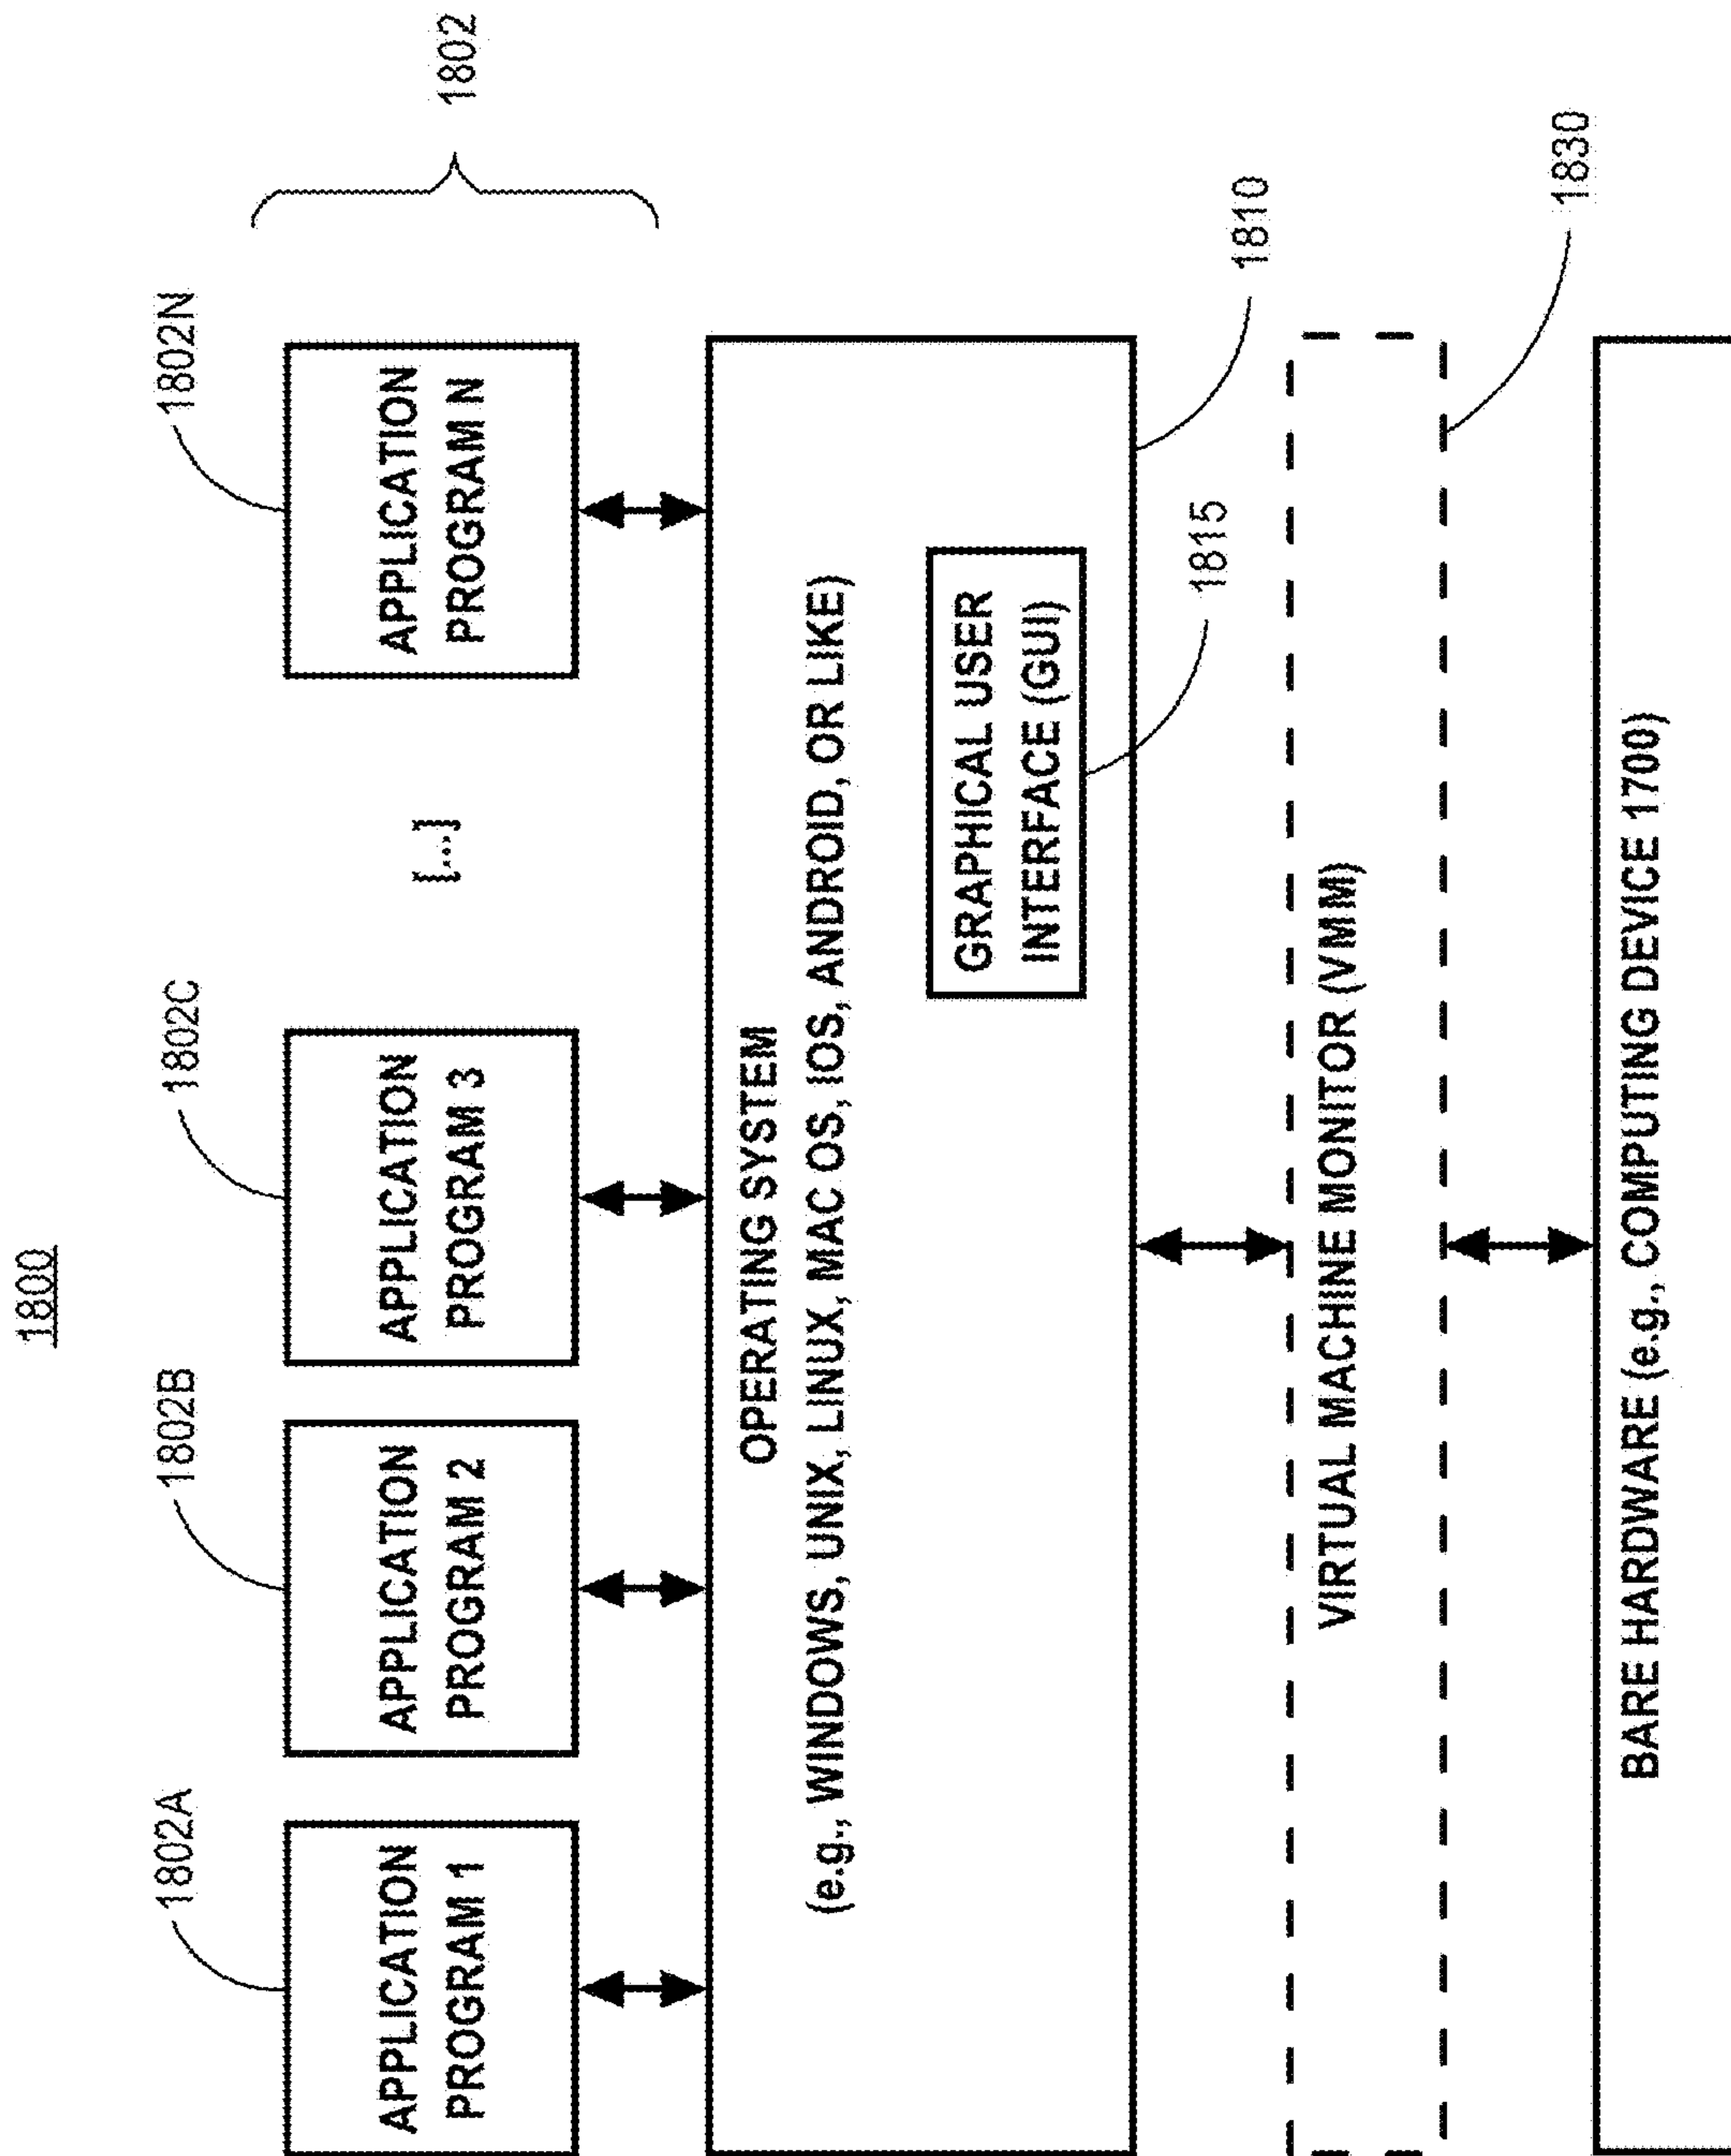 1800
1802A
1802B
1802C
1802N
APPLICATION
PROGRAM 1
APPLICATION
PROGRAM 2
APPLICATION
PROGRAM 3
[...]
APPLICATION
PROGRAM N
1802
OPERATING SYSTEM
(e.g., WINDOWS, UNIX, LINUX, MAC OS, IOS, ANDROID, OR LIKE)
GRAPHICAL USER
INTERFACE (GUI)
1815
1810
VIRTUAL MACHINE MONITOR (VMM)
1830
BARE HARDWARE (e.g., COMPUTING DEVICE 1700)